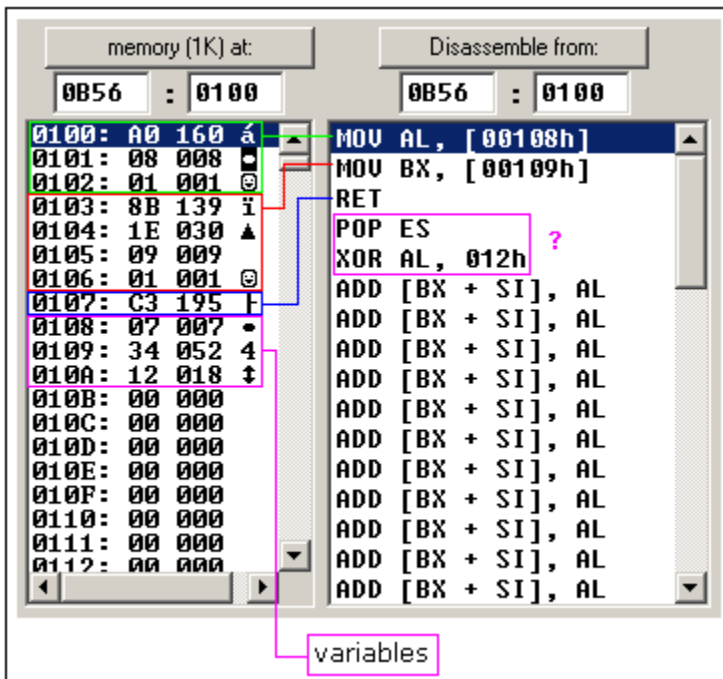 memory (1K) at:
Disassemble from:
0B56 : 0100
0B56 : 0100
0100: A0 160 á
0101: 08 008 ◘
0102: 01 001 ☺
0103: 8B 139 ï
0104: 1E 030 ▲
0105: 09 009
0106: 01 001 ☺
0107: C3 195 ├
0108: 07 007 •
0109: 34 052 4
010A: 12 018 ↕
010B: 00 000
010C: 00 000
010D: 00 000
010E: 00 000
010F: 00 000
0110: 00 000
0111: 00 000
0112: 00 000
MOV AL, [00108h]
MOV BX, [00109h]
RET
POP ES
XOR AL, 012h
?
ADD [BX + SI], AL
ADD [BX + SI], AL
ADD [BX + SI], AL
ADD [BX + SI], AL
ADD [BX + SI], AL
ADD [BX + SI], AL
ADD [BX + SI], AL
ADD [BX + SI], AL
ADD [BX + SI], AL
ADD [BX + SI], AL
ADD [BX + SI], AL
variables